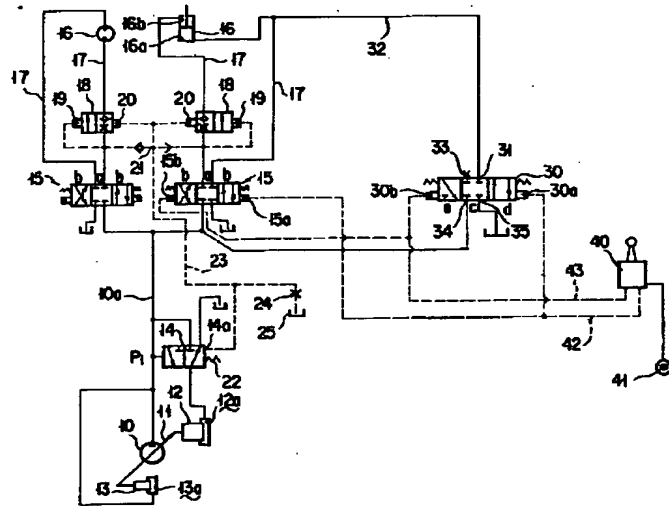 16b 16 32
16 16a
17 17
17 18 18 17
19 20 20 19
33 31
21 30
15 b a b 15b b a b 15 30b 30a
15a e c d
34 35 40
23 43
10a 24
14 14a 25 42
P1 22
12 12a 41
10 11
13 13a